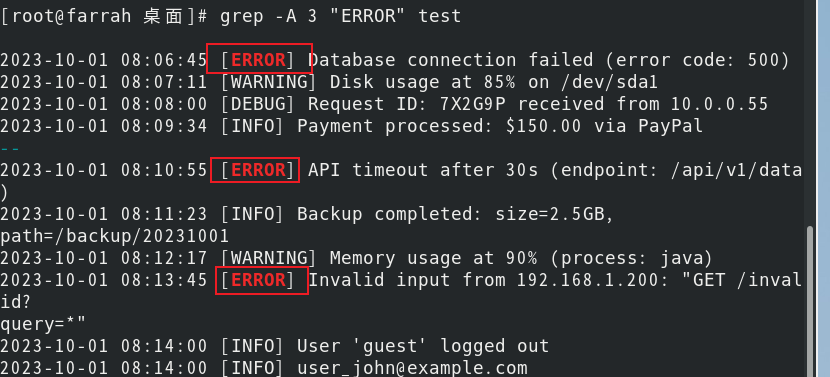 [root@farrah 桌面]# grep -A 3 "ERROR" test
2023-10-01 08:06:45 [ERROR] Database connection failed (error code: 500)
2023-10-01 08:07:11 [WARNING] Disk usage at 85% on /dev/sda1
2023-10-01 08:08:00 [DEBUG] Request ID: 7X2G9P received from 10.0.0.55
2023-10-01 08:09:34 [INFO] Payment processed: $150.00 via PayPal
--
2023-10-01 08:10:55 [ERROR] API timeout after 30s (endpoint: /api/v1/data
)
2023-10-01 08:11:23 [INFO] Backup completed: size=2.5GB,
path=/backup/20231001
2023-10-01 08:12:17 [WARNING] Memory usage at 90% (process: java)
2023-10-01 08:13:45 [ERROR] Invalid input from 192.168.1.200: "GET /inval
id?
query=*"
2023-10-01 08:14:00 [INFO] User 'guest' logged out
2023-10-01 08:14:00 [INFO] user_john@example.com